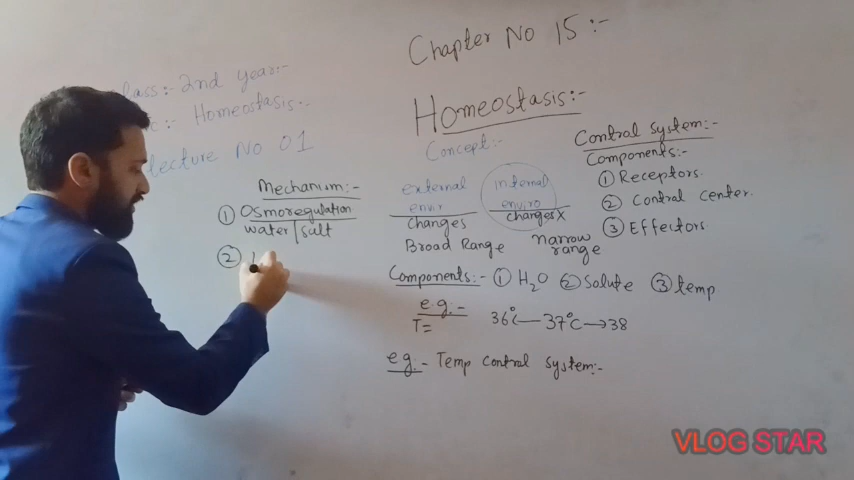 Chapter No 15:-
2nd year:-
Homeostasis:-
Lecture No 01
Homeostasis:-
Concept:-
external
envir
changes
Broad Range
internal
enviro
changes X
narrow
range
Control system:-
Components:-
① Receptors.
② Control center.
③ Effectors.
Mechanium:-
① Osmoregulation
water/salt
②
Components:- ① H₂O ② Solute ③ temp
e.g:-
T= 36°C—37°C→38
eg.- Temp control system:-
VLOG STAR